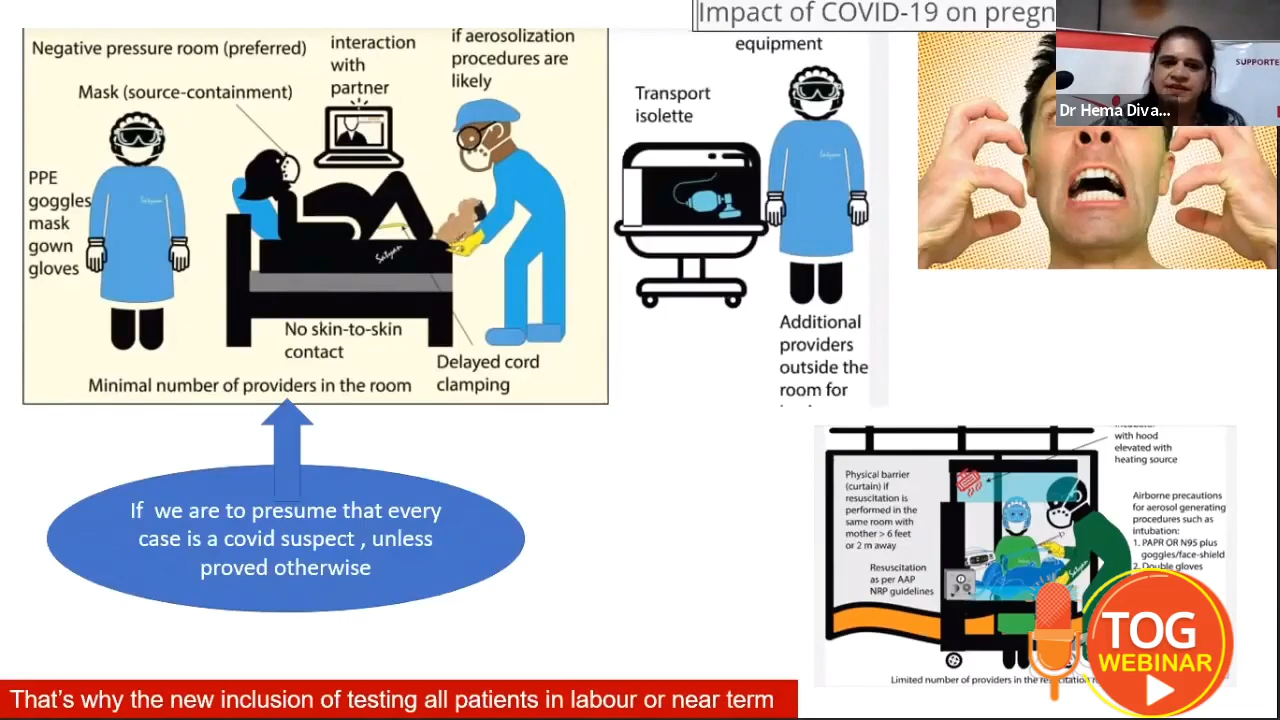 Impact of COVID-19 on pregn
Negative pressure room (preferred)
Mask (source-containment)
interaction
with
partner
if aerosolization
procedures are
likely
PPE
goggles
mask
gown
gloves
No skin-to-skin
contact
Delayed cord
clamping
Minimal number of providers in the room
equipment
Transport
isolette
Additional
providers
outside the
room for
SUPPORTE
Dr Hema Diva...
If we are to presume that every
case is a covid suspect , unless
proved otherwise
with hood
elevated with
heating source
Physical barrier
(curtain) if
resuscitation is
performed in the
same room with
mother > 6 feet
or 2 m away
Resuscitation
as per AAP
NRP guidelines
Airborne precautions
for aerosol generating
procedures such as
intubation:
1. PAPR OR N95 plus
goggles/face-shield
2. Double gloves
Limited number of providers in the
TOG
WEBINAR
That's why the new inclusion of testing all patients in labour or near term